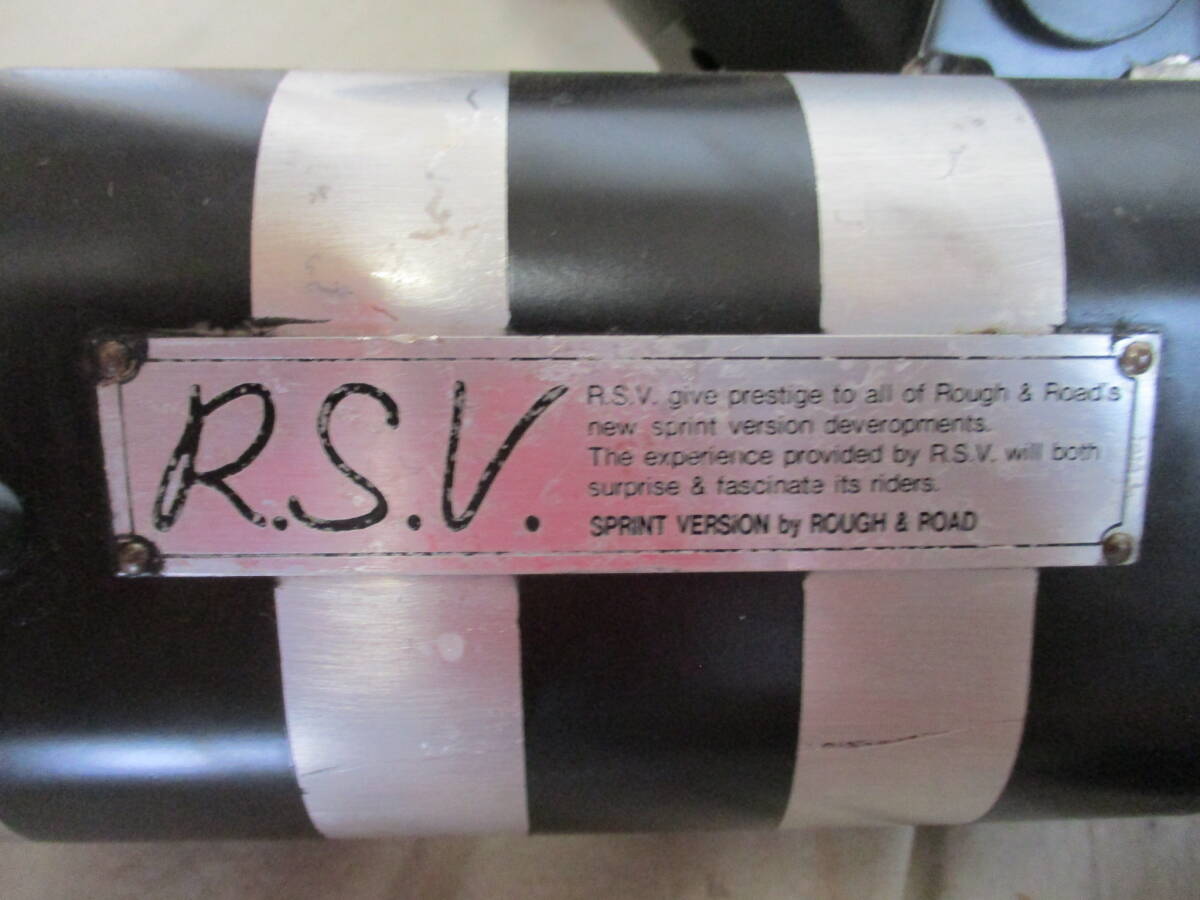 R.S.V.
R.S.V. give prestige to all of Rough & Road's
new sprint version deveropments.
The experience provided by R.S.V. will both
surprise & fascinate its riders.
SPRINT VERSION by ROUGH & ROAD